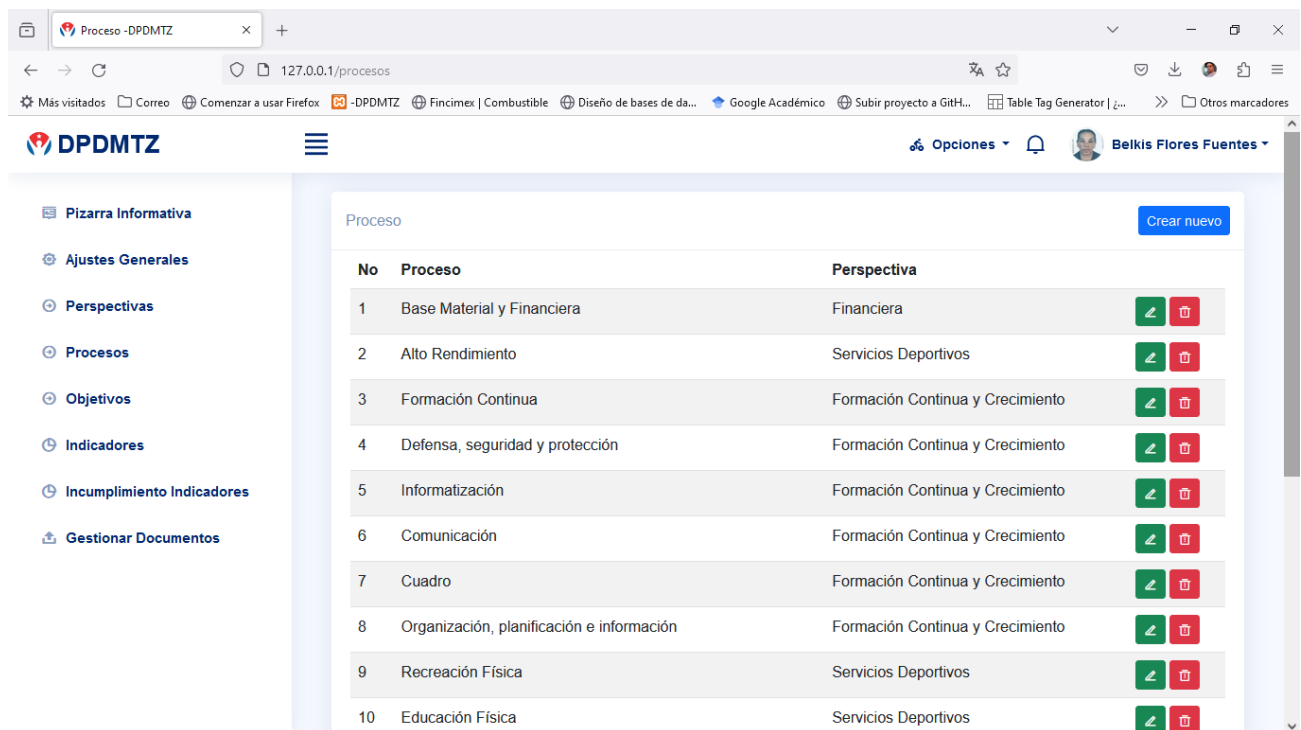 Proceso -DPDMTZ
127.0.0.1/procesos
Más visitados Correo Comenzar a usar Firefox -DPDMTZ Fincimex | Combustible Diseño de bases de da... Google Académico Subir proyecto a GitH... Table Tag Generator | ¿... Otros marcadores
DPDMTZ Opciones Belkis Flores Fuentes
Pizarra Informativa
Ajustes Generales
Perspectivas
Procesos
Objetivos
Indicadores
Incumplimiento Indicadores
Gestionar Documentos
Proceso Crear nuevo
No Proceso Perspectiva
1 Base Material y Financiera Financiera
2 Alto Rendimiento Servicios Deportivos
3 Formación Continua Formación Continua y Crecimiento
4 Defensa, seguridad y protección Formación Continua y Crecimiento
5 Informatización Formación Continua y Crecimiento
6 Comunicación Formación Continua y Crecimiento
7 Cuadro Formación Continua y Crecimiento
8 Organización, planificación e información Formación Continua y Crecimiento
9 Recreación Física Servicios Deportivos
10 Educación Física Servicios Deportivos